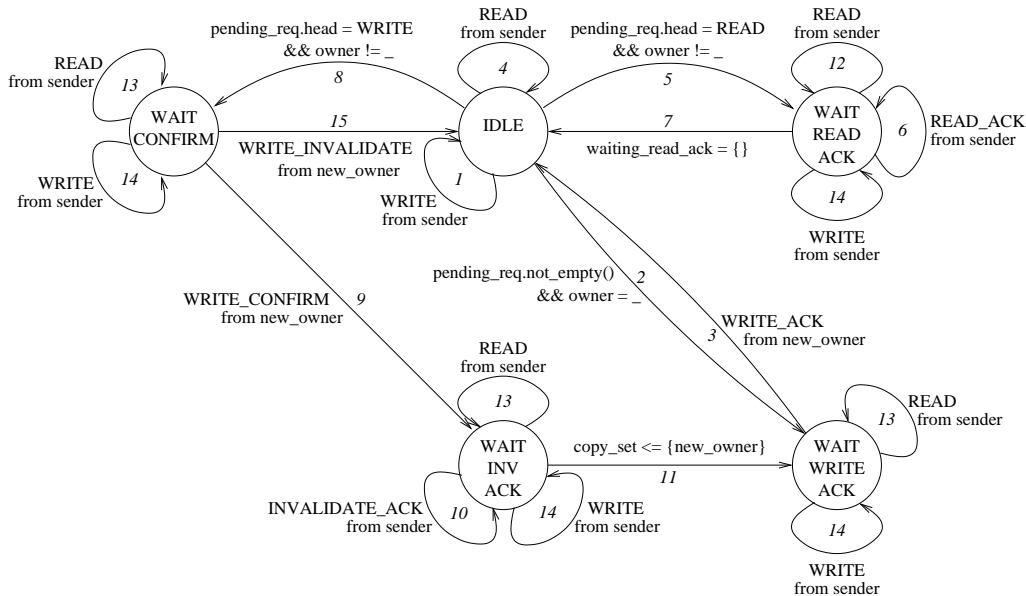 READ
from sender
13
WAIT
CONFIRM
WRITE
from sender
14
pending_req.head = WRITE
&& owner != _
8
15
WRITE_INVALIDATE
from new_owner
READ
from sender
4
IDLE
1
WRITE
from sender
pending_req.head = READ
&& owner != _
5
7
waiting_read_ack = {}
READ
from sender
12
WAIT
READ
ACK
6
READ_ACK
from sender
14
WRITE
from sender
pending_req.not_empty()
&& owner = _
2
3
WRITE_ACK
from new_owner
WRITE_CONFIRM
from new_owner
9
READ
from sender
13
WAIT
INV
ACK
INVALIDATE_ACK
from sender
10
14
WRITE
from sender
copy_set <= {new_owner}
11
READ
from sender
13
WAIT
WRITE
ACK
14
WRITE
from sender